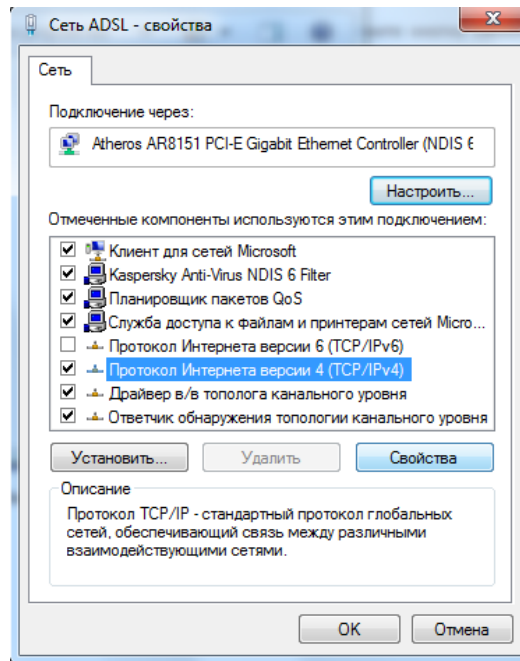 Сеть ADSL - свойства
Сеть
Подключение через:
Atheros AR8151 PCI-E Gigabit Ethernet Controller (NDIS 6
Настроить...
Отмеченные компоненты используются этим подключением:
Клиент для сетей Microsoft
Kaspersky Anti-Virus NDIS 6 Filter
Планировщик пакетов QoS
Служба доступа к файлам и принтерам сетей Micro...
Протокол Интернета версии 6 (TCP/IPv6)
Протокол Интернета версии 4 (TCP/IPv4)
Драйвер в/в тополога канального уровня
Ответчик обнаружения топологии канального уровня
Установить... Удалить Свойства
Описание
Протокол TCP/IP - стандартный протокол глобальных
сетей, обеспечивающий связь между различными
взаимодействующими сетями.
OK Отмена